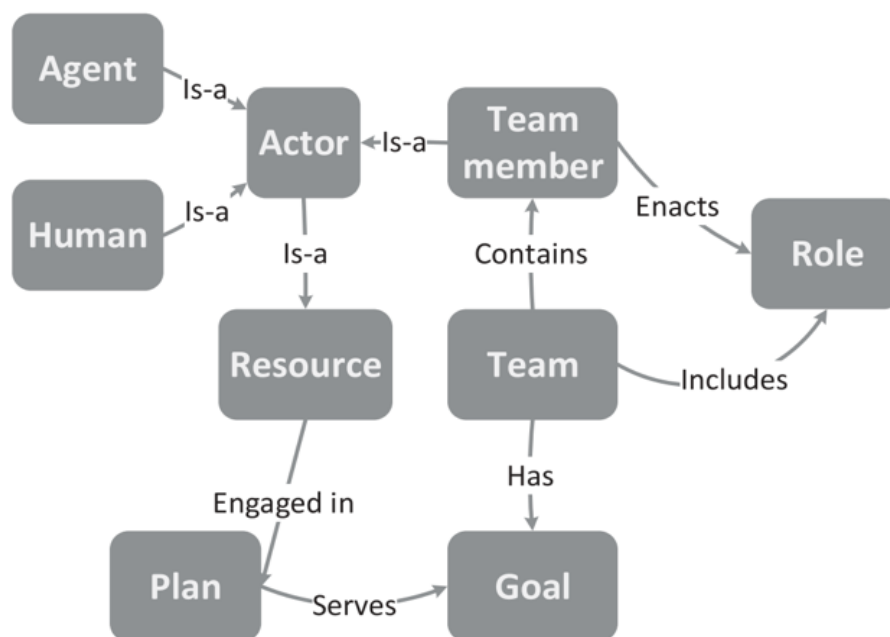 Agent
Is-a
Actor
Is-a
Team
member
Human
Is-a
Enacts
Is-a
Contains
Role
Resource
Team
Includes
Has
Engaged in
Plan
Serves
Goal